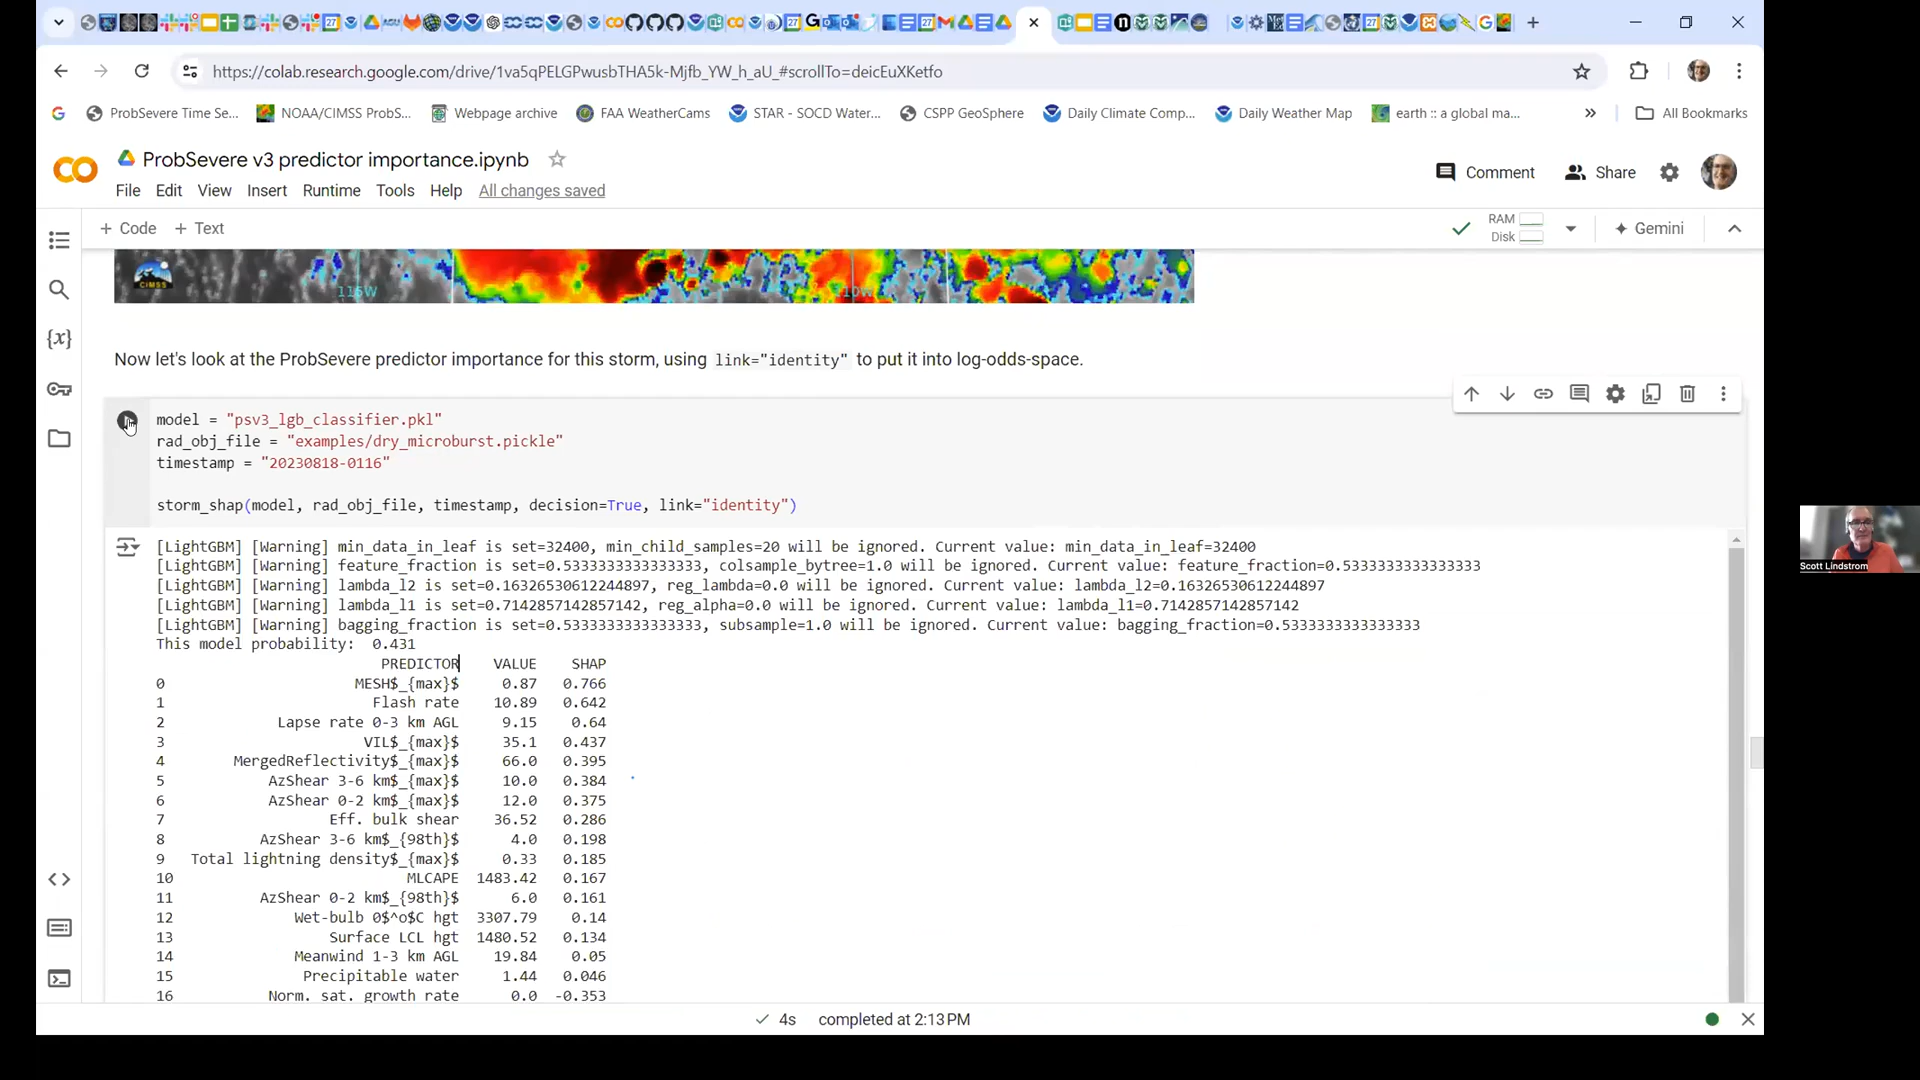 https://colab.research.google.com/drive/1va5qPELGPwusbTHA5k-Mjfb_YW_h_aU_#scrollTo=deicEuXKetfo
ProbSevere Time Se...
NOAA/CIMSS ProbS...
Webpage archive
FAA WeatherCams
STAR - SOCD Water...
CSPP GeoSphere
Daily Climate Comp...
Daily Weather Map
earth :: a global ma...
All Bookmarks
ProbSevere v3 predictor importance.ipynb
Comment
Share
File Edit View Insert Runtime Tools Help All changes saved
+ Code + Text
RAM
Disk
Gemini
CIMSS
115W
Now let's look at the ProbSevere predictor importance for this storm, using link="identity" to put it into log-odds-space.
model = "psv3_lgb_classifier.pkl"
rad_obj_file = "examples/dry_microburst.pickle"
timestamp = "20230818-0116"
storm_shap(model, rad_obj_file, timestamp, decision=True, link="identity")
[LightGBM] [Warning] min_data_in_leaf is set=32400, min_child_samples=20 will be ignored. Current value: min_data_in_leaf=32400
[LightGBM] [Warning] feature_fraction is set=0.5333333333333333, colsample_bytree=1.0 will be ignored. Current value: feature_fraction=0.5333333333333333
[LightGBM] [Warning] lambda_l2 is set=0.16326530612244897, reg_lambda=0.0 will be ignored. Current value: lambda_l2=0.16326530612244897
[LightGBM] [Warning] lambda_l1 is set=0.7142857142857142, reg_alpha=0.0 will be ignored. Current value: lambda_l1=0.7142857142857142
[LightGBM] [Warning] bagging_fraction is set=0.5333333333333333, subsample=1.0 will be ignored. Current value: bagging_fraction=0.5333333333333333
This model probability: 0.431
PREDICTOR VALUE SHAP
0 MESH$_{max}$ 0.87 0.766
1 Flash rate 10.89 0.642
2 Lapse rate 0-3 km AGL 9.15 0.64
3 VIL$_{max}$ 35.1 0.437
4 MergedReflectivity$_{max}$ 66.0 0.395
5 AzShear 3-6 km$_{max}$ 10.0 0.384
6 AzShear 0-2 km$_{max}$ 12.0 0.375
7 Eff. bulk shear 36.52 0.286
8 AzShear 3-6 km$_{98th}$ 4.0 0.198
9 Total lightning density$_{max}$ 0.33 0.185
10 MLCAPE 1483.42 0.167
11 AzShear 0-2 km$_{98th}$ 6.0 0.161
12 Wet-bulb 0$^o$C hgt 3307.79 0.14
13 Surface LCL hgt 1480.52 0.134
14 Meanwind 1-3 km AGL 19.84 0.05
15 Precipitable water 1.44 0.046
16 Norm. sat. growth rate 0.0 -0.353
4s completed at 2:13 PM
Scott Lindstrom